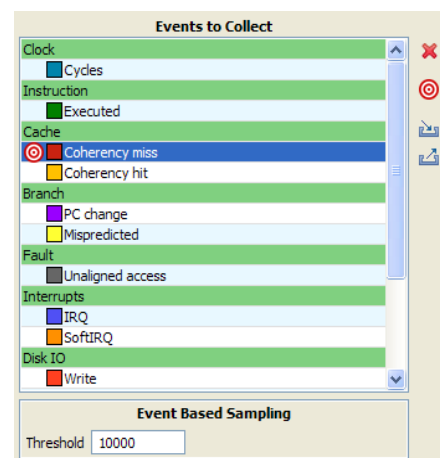 Events to Collect
Clock
Cycles
Instruction
Executed
Cache
Coherency miss
Coherency hit
Branch
PC change
Mispredicted
Fault
Unaligned access
Interrupts
IRQ
SoftIRQ
Disk IO
Write
Event Based Sampling
Threshold 10000